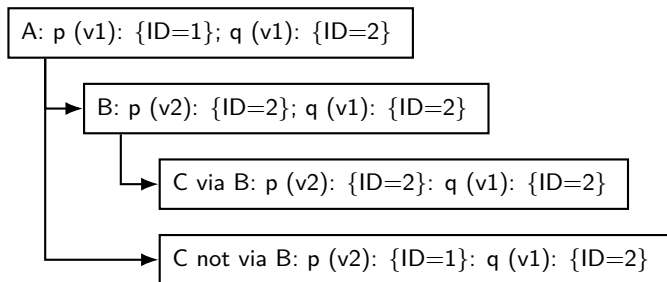 A: p (v1): {ID=1}; q (v1): {ID=2}
B: p (v2): {ID=2}; q (v1): {ID=2}
C via B: p (v2): {ID=2}: q (v1): {ID=2}
C not via B: p (v2): {ID=1}: q (v1): {ID=2}